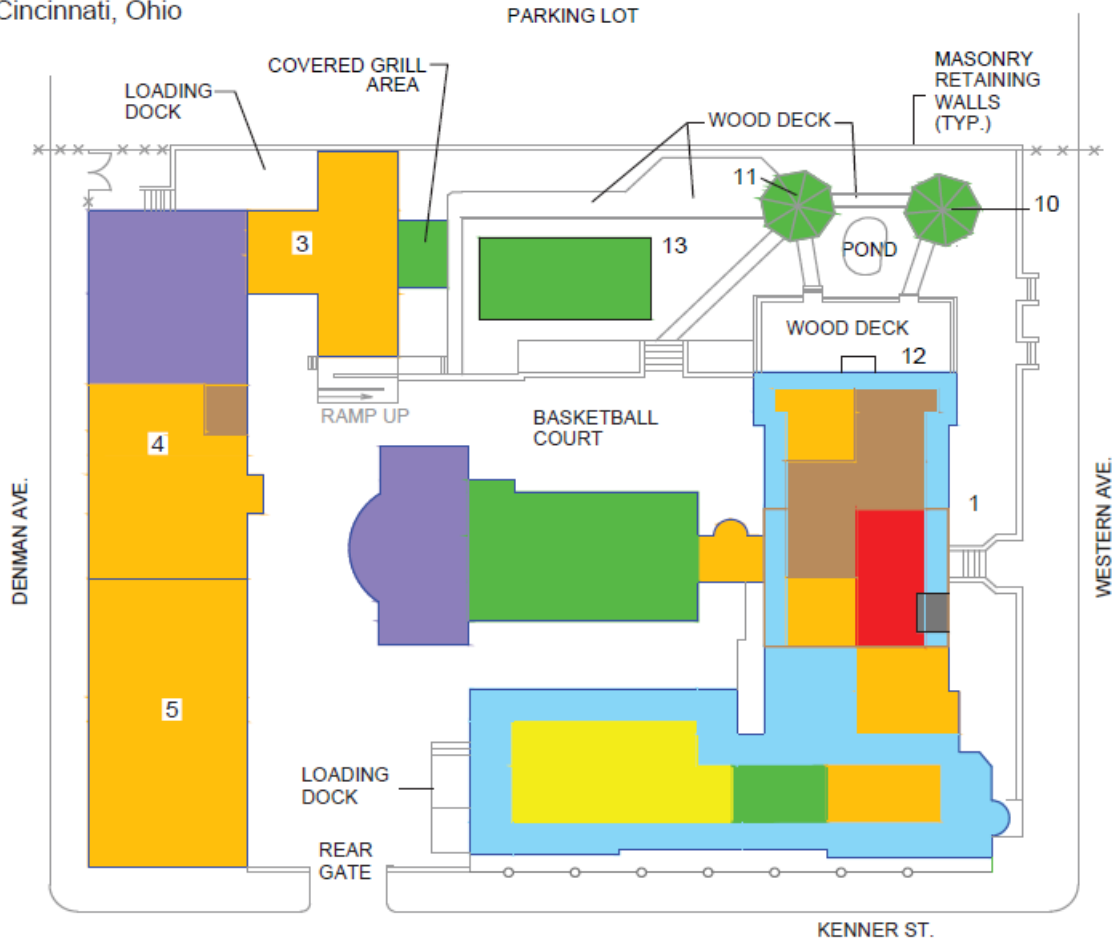 Cincinnati, Ohio
PARKING LOT
COVERED GRILL
AREA
LOADING
DOCK
WOOD DECK
MASONRY
RETAINING
WALLS
(TYP.)
11
10
3
13
POND
WOOD DECK
12
RAMP UP
BASKETBALL
COURT
4
1
DENMAN AVE.
WESTERN AVE.
5
LOADING
DOCK
REAR
GATE
KENNER ST.